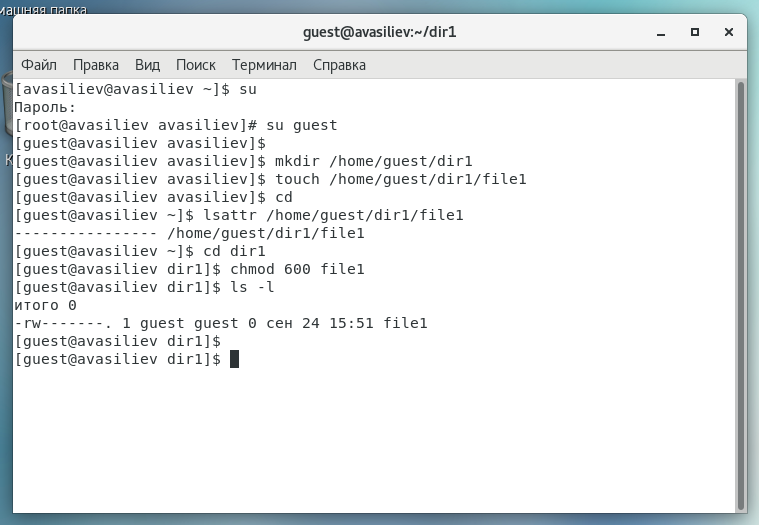 машняя папка
guest@avasiliev:~/dir1
Файл Правка Вид Поиск Терминал Справка
[avasiliev@avasiliev ~]$ su
Пароль:
[root@avasiliev avasiliev]# su guest
[guest@avasiliev avasiliev]$
[guest@avasiliev avasiliev]$ mkdir /home/guest/dir1
[guest@avasiliev avasiliev]$ touch /home/guest/dir1/file1
[guest@avasiliev avasiliev]$ cd
[guest@avasiliev ~]$ lsattr /home/guest/dir1/file1
---------------- /home/guest/dir1/file1
[guest@avasiliev ~]$ cd dir1
[guest@avasiliev dir1]$ chmod 600 file1
[guest@avasiliev dir1]$ ls -l
итого 0
-rw-------. 1 guest guest 0 сен 24 15:51 file1
[guest@avasiliev dir1]$
[guest@avasiliev dir1]$
К